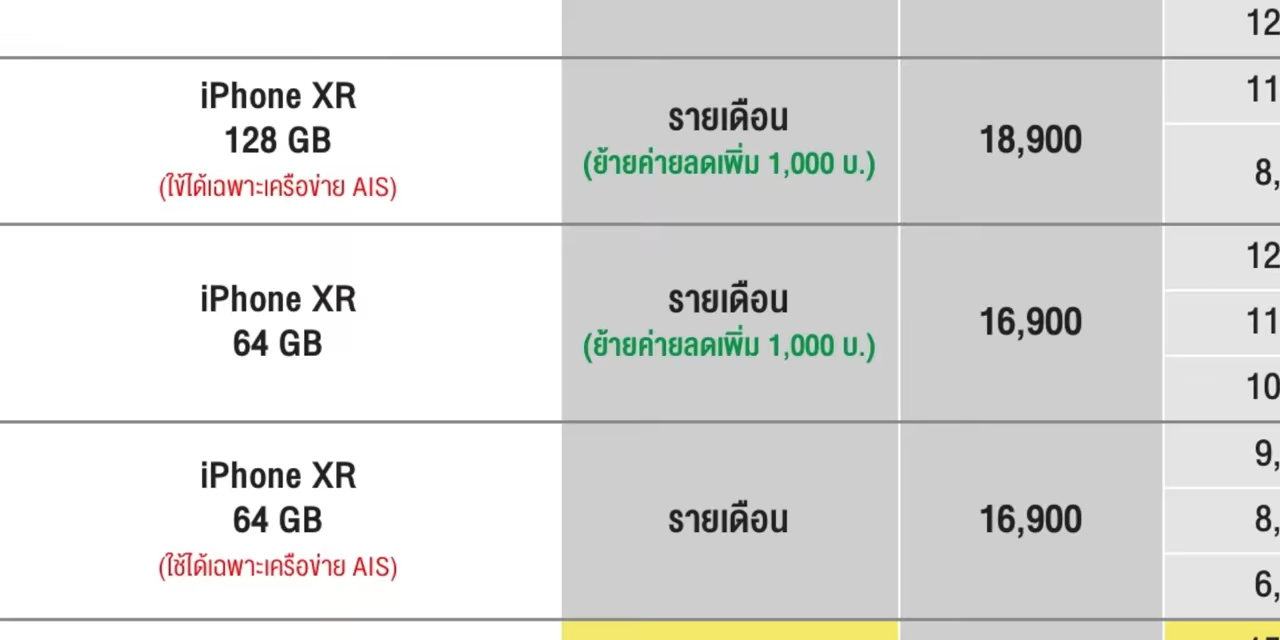 12
iPhone XR
128 GB
(ใข้ได้เฉพาะเครือข่าย AIS)
รายเดือน
(ย้ายค่ายลดเพิ่ม 1,000 บ.)
18,900
11
8,
iPhone XR
64 GB
รายเดือน
(ย้ายค่ายลดเพิ่ม 1,000 บ.)
16,900
12
11
10
iPhone XR
64 GB
(ใช้ได้เฉพาะเครือข่าย AIS)
รายเดือน
16,900
9,
8,
6,